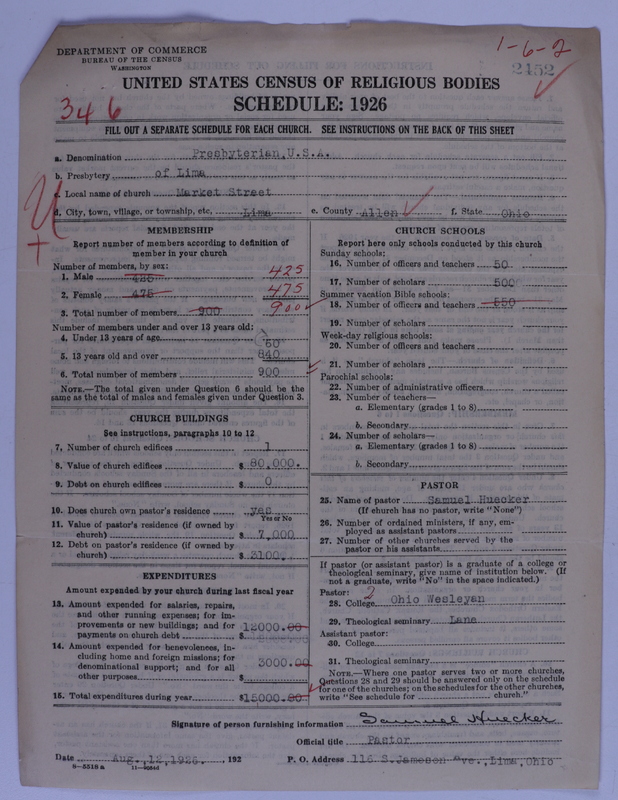 DEPARTMENT OF COMMERCE
BUREAU OF THE CENSUS
WASHINGTON
1-6-2
2452
UNITED STATES CENSUS OF RELIGIOUS BODIES
SCHEDULE: 1926
346
FILL OUT A SEPARATE SCHEDULE FOR EACH CHURCH. SEE INSTRUCTIONS ON THE BACK OF THIS SHEET
a. Denomination Presbyterian, U.S.A.
b. Presbytery of Lima
c. Local name of church Market Street
d. City, town, village, or township, etc, Lima e. County Allen f. State Ohio
MEMBERSHIP
Report number of members according to definition of
member in your church
Number of members, by sex:
1. Male 425 425
2. Female 475 475
3. Total number of members 900 900
Number of members under and over 13 years old:
4. Under 13 years of age 60
5. 13 years old and over 840
6. Total number of members 900
NOTE.—The total given under Question 6 should be the
same as the total of males and females given under Question 3.
CHURCH BUILDINGS
See instructions, paragraphs 10 to 12
7. Number of church edifices 1
8. Value of church edifices $80,000.
9. Debt on church edifices $ 0
10. Does church own pastor's residence yes
Yes or No
11. Value of pastor's residence (if owned by
church) $ 7,000
12. Debt on pastor's residence (if owned by
church) $ 3100.
EXPENDITURES
Amount expended by your church during last fiscal year
13. Amount expended for salaries, repairs,
and other running expenses; for im-
provements or new buildings; and for
payments on church debt $ 12000.00
14. Amount expended for benevolences, in-
cluding home and foreign missions; for
denominational support; and for all
other purposes $ 3000.00
15. Total expenditures during year $15000.00
CHURCH SCHOOLS
Report here only schools conducted by this church
Sunday schools:
16. Number of officers and teachers 50
17. Number of scholars 500
Summer vacation Bible schools:
18. Number of officers and teachers 550
19. Number of scholars
Week-day religious schools:
20. Number of officers and teachers
21. Number of scholars
Parochial schools:
22. Number of administrative officers
23. Number of teachers—
a. Elementary (grades 1 to 8)
b. Secondary
24. Number of scholars—
a. Elementary (grades 1 to 8)
b. Secondary
PASTOR
25. Name of pastor Samuel Huecker
(If church has no pastor, write "None")
26. Number of ordained ministers, if any, em-
ployed as assistant pastors
27. Number of other churches served by the
pastor or his assistants
If pastor (or assistant pastor) is a graduate of a college or
theological seminary, give name of institution below. (If
not a graduate, write "No" in the space indicated.)
Pastor: 2
28. College Ohio Wesleyan
29. Theological seminary Lane
Assistant pastor:
30. College
31. Theological seminary
NOTE.—Where one pastor serves two or more churches,
Questions 28 and 29 should be answered only on the schedule
for one of the churches; on the schedules for the other churches,
write "See schedule for church."
Signature of person furnishing information Samuel Huecker
Official title Pastor
Date Aug. 12, 1926. , 192 P. O. Address 116 S. Jameson Ave., Lima, Ohio
8—5518 a